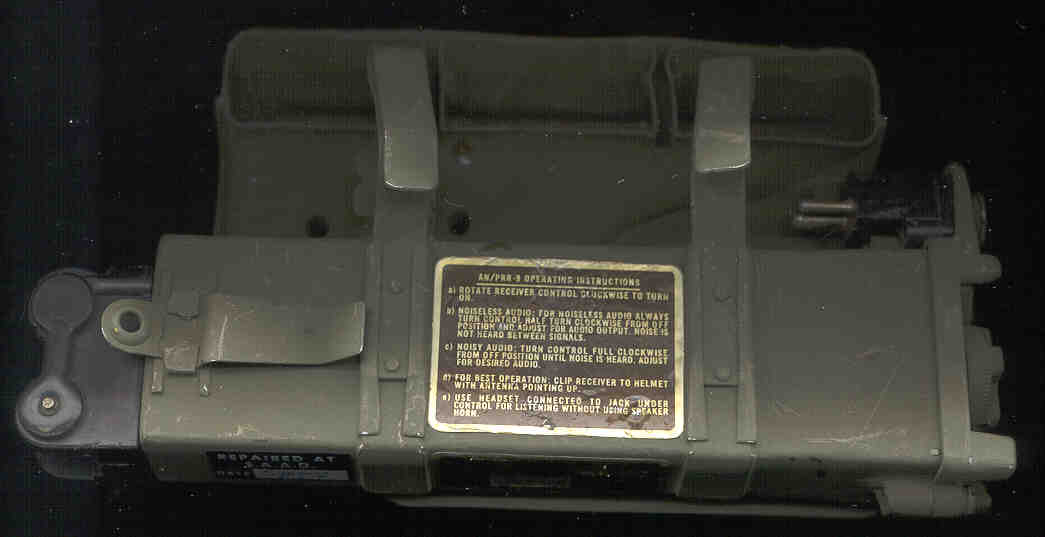 AN/PRR-9 OPERATING INSTRUCTIONS
a) ROTATE RECEIVER CONTROL CLOCKWISE TO TURN
ON.
b) NOISELESS AUDIO: FOR NOISELESS AUDIO ALWAYS
TURN CONTROL HALF TURN CLOCKWISE FROM OFF
POSITION AND ADJUST FOR AUDIO OUTPUT. NOISE IS
NOT HEARD BETWEEN SIGNALS.
c) NOISY AUDIO: TURN CONTROL FULL CLOCKWISE
FROM OFF POSITION UNTIL NOISE IS HEARD. ADJUST
FOR DESIRED AUDIO.
d) FOR BEST OPERATION: CLIP RECEIVER TO HELMET
WITH ANTENNA POINTING UP.
e) USE HEADSET CONNECTED TO JACK UNDER
CONTROL FOR LISTENING WITHOUT USING SPEAKER
HORN.
REPAIRED AT
DATE